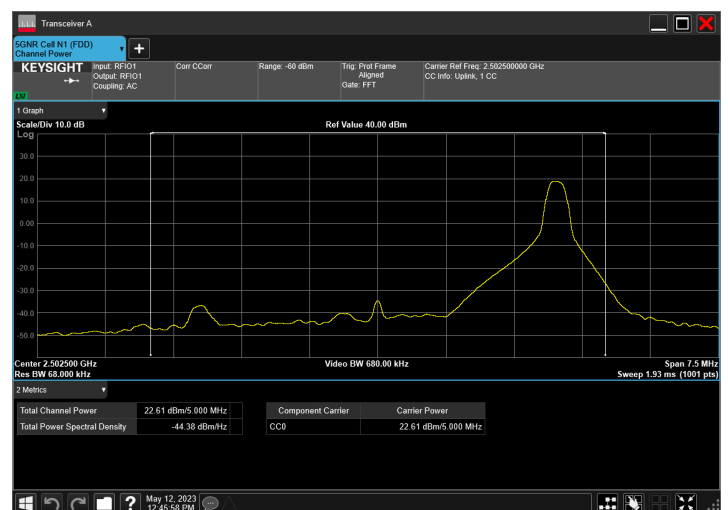 Transceiver A
5GNR Cell N1 (FDD)
Channel Power
KEYSIGHT
LXI
Input: RFIO1
Output: RFIO1
Coupling: AC
Corr CCorr
Range: -60 dBm
Trig: Prot Frame
Aligned
Gate: FFT
Carrier Ref Freq: 2.502500000 GHz
CC Info: Uplink, 1 CC
1 Graph
Scale/Div 10.0 dB
Ref Value 40.00 dBm
Log
30.0
20.0
10.0
0.00
-10.0
-20.0
-30.0
-40.0
-50.0
Center 2.502500 GHz
Video BW 680.00 kHz
Span 7.5 MHz
Res BW 68.000 kHz
Sweep 1.93 ms (1001 pts)
2 Metrics
Total Channel Power 22.61 dBm/5.000 MHz
Total Power Spectral Density -44.38 dBm/Hz
Component Carrier Carrier Power
CC0 22.61 dBm/5.000 MHz
?
May 12, 2023
12:45:58 PM